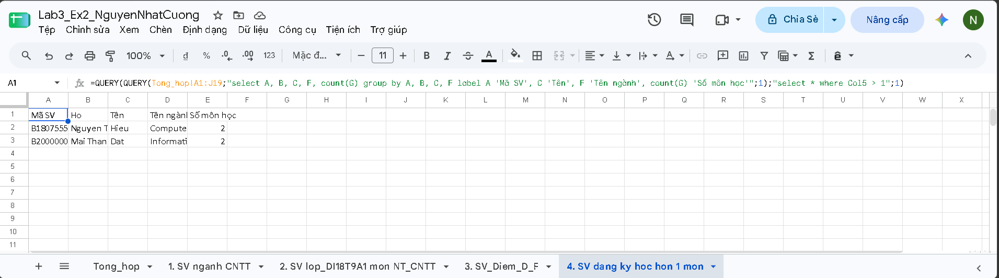 Lab3_Ex2_NguyenNhatCuong
Tệp Chỉnh sửa Xem Chèn Định dạng Dữ liệu Công cụ Tiện ích Trợ giúp
Chia Sẻ
Nâng cấp
N
100% ₫ % .0 .00 123 Mặc đ... 11 B I A ê
A1 fx =QUERY(QUERY(Tong_hop!A1:J19;"select A, B, C, F, count(G) group by A, B, C, F label A 'Mã SV', C 'Tên', F 'Tên ngành', count(G) 'Số môn học'";1);"select * where Col5 > 1";1)
A B C D E F G H I J K L M N O P Q R S T U V W X
1 Mã SV Ho Tên Tên ngành Số môn học
2 B1807555 Nguyen T Hieu Compute 2
3 B2000000 Mai Than Dat Informati 2
4
5
6
7
8
9
10
11
Tong_hop 1. SV nganh CNTT 2. SV lop_DI18T9A1 mon NT_CNTT 3. SV_Diem_D_F 4. SV dang ky hoc hon 1 mon